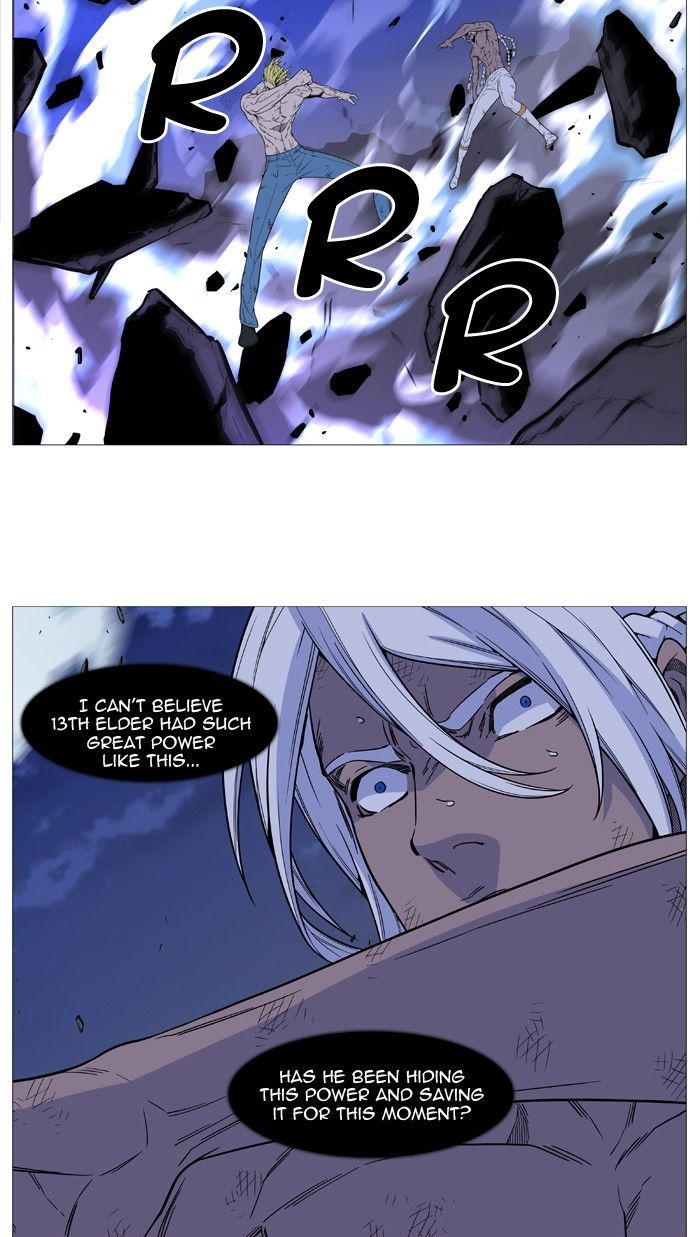 R
R
R
I CAN'T BELIEVE
13TH ELDER HAD SUCH
GREAT POWER
LIKE THIS...
HAS HE BEEN HIDING
THIS POWER AND SAVING
IT FOR THIS MOMENT?